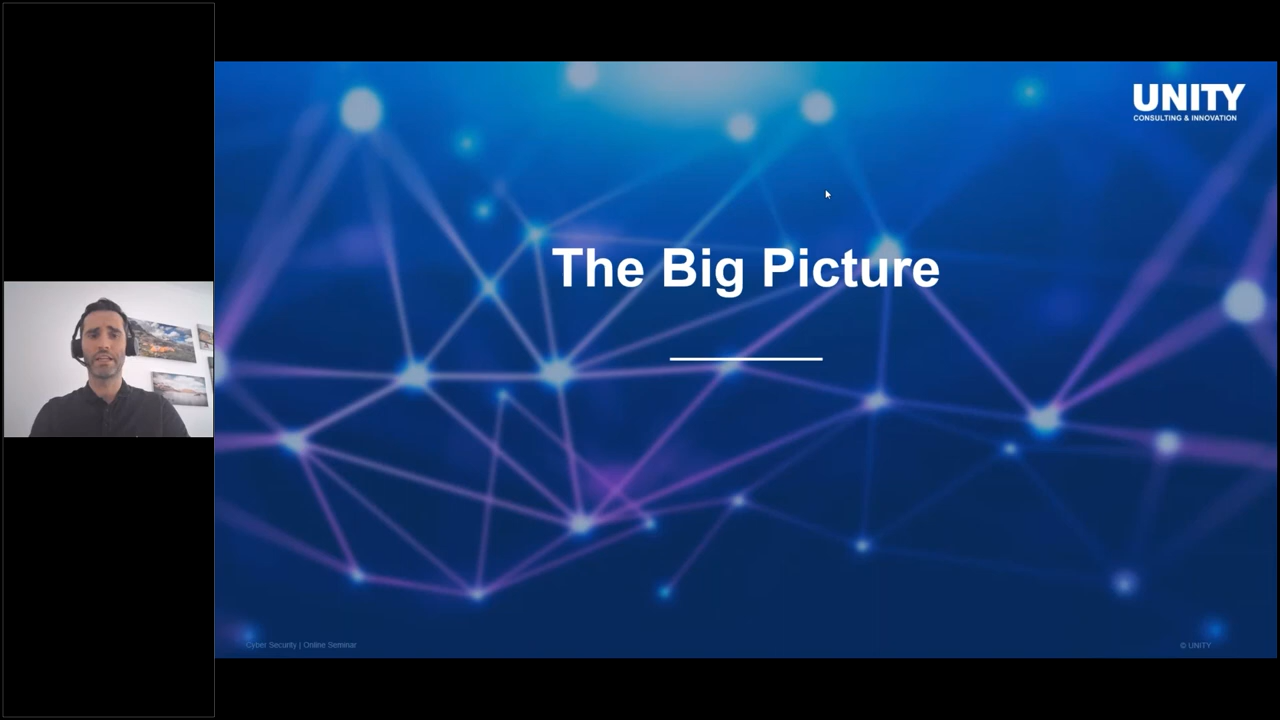 UNITY
CONSULTING & INNOVATION
The Big Picture
Cyber Security | Online Seminar
© UNITY